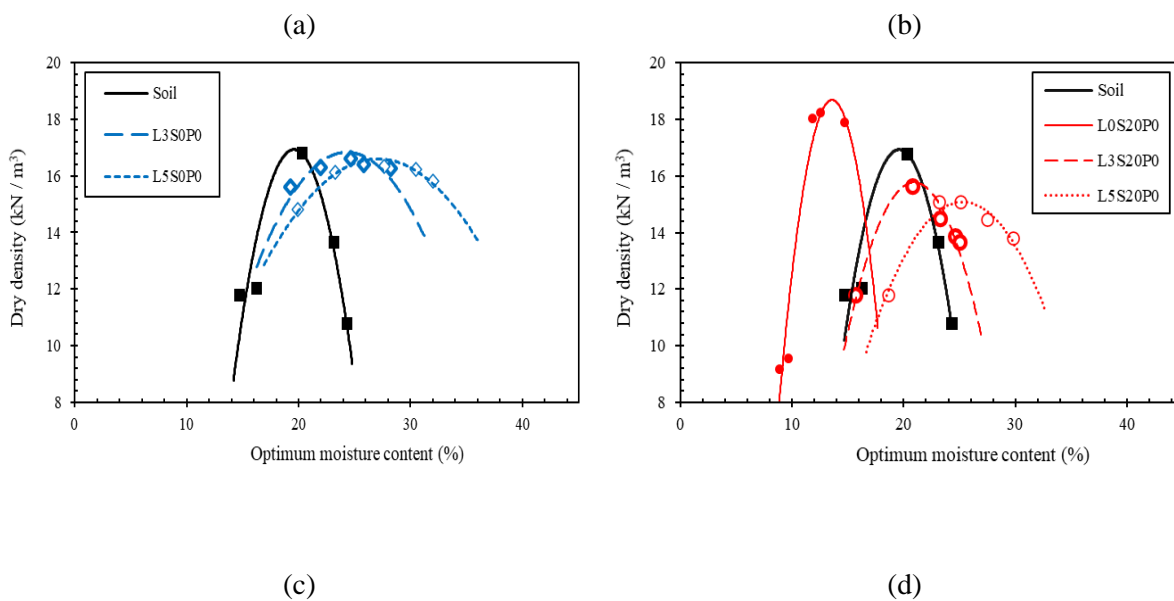 (a)
(b)
20
18
16
14
12
10
8
Dry density (kN / m³)
Soil
L3S0P0
L5S0P0
0
10
20
30
40
Optimum moisture content (%)
20
18
16
14
12
10
8
Dry density (kN / m³)
Soil
L0S20P0
L3S20P0
L5S20P0
0
10
20
30
40
Optimum moisture content (%)
(c)
(d)